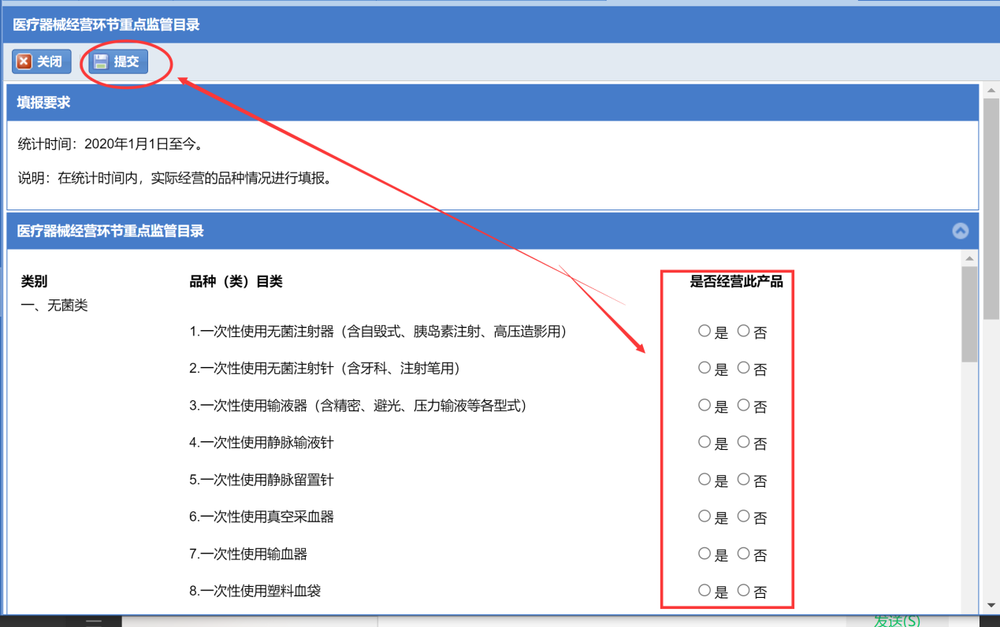 医疗器械经营环节重点监管目录
关闭 提交
填报要求
统计时间：2020年1月1日至今。
说明：在统计时间内，实际经营的品种情况进行填报。
医疗器械经营环节重点监管目录
类别 品种（类）目类 是否经营此产品
一、无菌类
1.一次性使用无菌注射器（含自毁式、胰岛素注射、高压造影用） 是 否
2.一次性使用无菌注射针（含牙科、注射笔用） 是 否
3.一次性使用输液器（含精密、避光、压力输液等各型式） 是 否
4.一次性使用静脉输液针 是 否
5.一次性使用静脉留置针 是 否
6.一次性使用真空采血器 是 否
7.一次性使用输血器 是 否
8.一次性使用塑料血袋 是 否
发送(S)